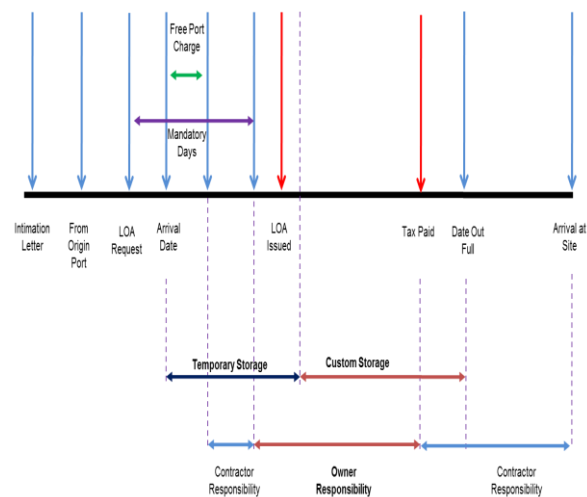 Free Port
Charge
Mandatory
Days
Intimation
Letter
From
Origin
Port
LOA
Request
Arrival
Date
LOA
Issued
Tax Paid
Date Out
Full
Arrival at
Site
Temporary Storage
Custom Storage
Contractor
Responsibility
Owner
Responsibility
Contractor
Responsibility